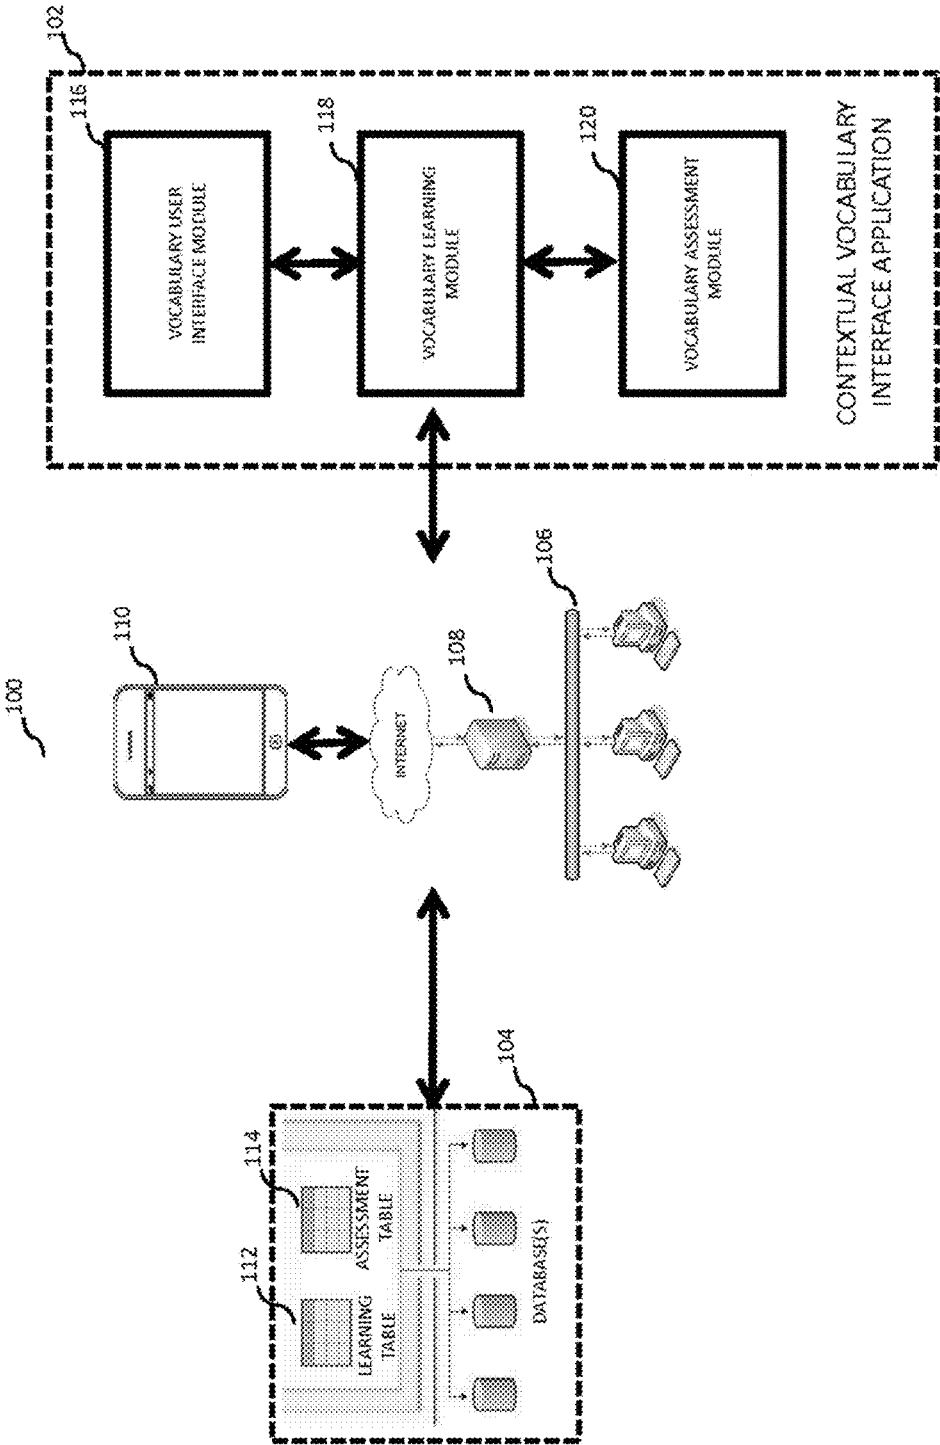 100
112
114
LEARNING
TABLE
ASSESSMENT
TABLE
DATABASE(S)
104
110
INTERNET
108
106
102
116
VOCABULARY USER
INTERFACE MODULE
118
VOCABULARY LEARNING
MODULE
120
VOCABULARY ASSESSMENT
MODULE
CONTEXTUAL VOCABULARY
INTERFACE APPLICATION